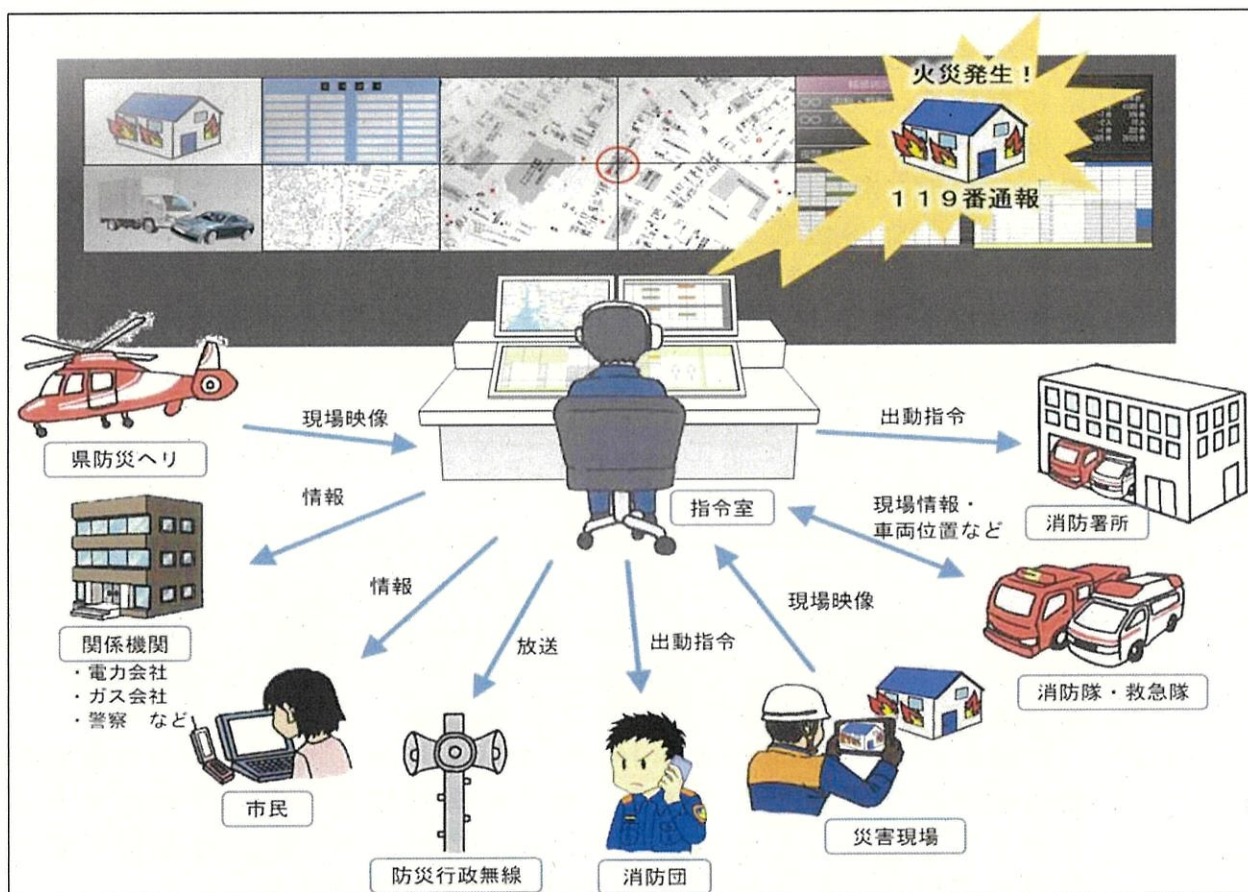 火災発生！
119番通報
現場映像
県防災ヘリ
出動指令
消防署所
情報
指令室
現場情報・
車両位置など
関係機関
・電力会社
・ガス会社
・警察　など
情報
放送
出動指令
現場映像
消防隊・救急隊
市民
防災行政無線
消防団
災害現場